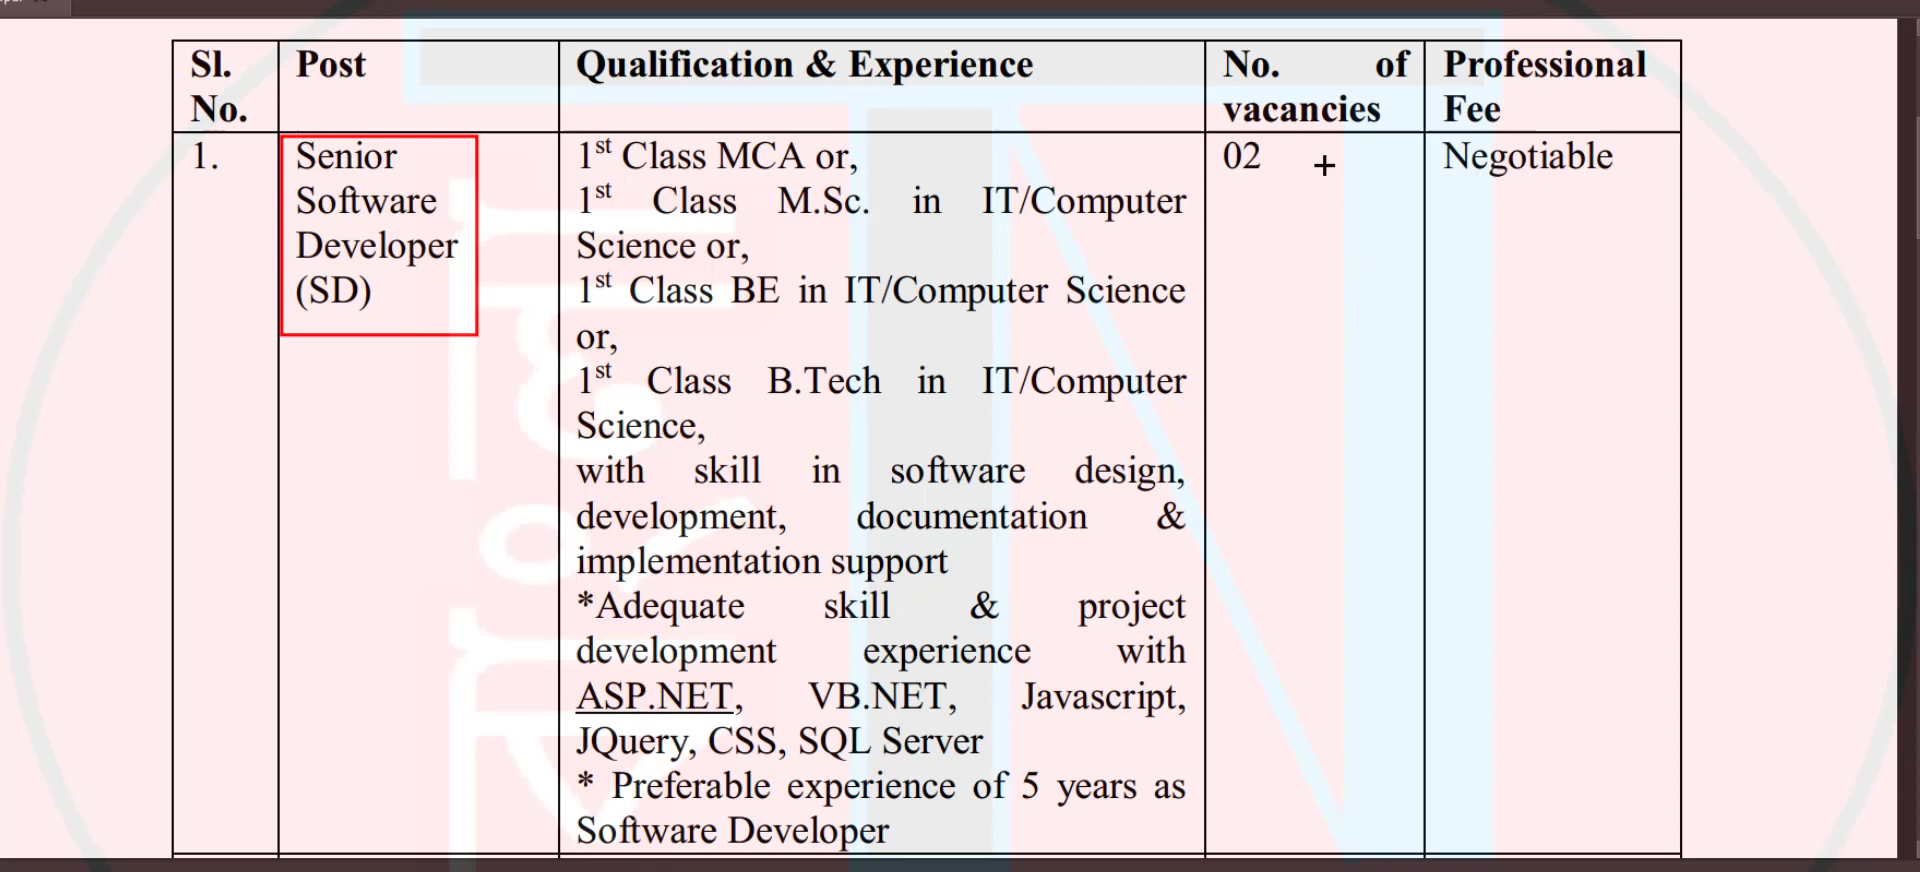 Sl. Post Qualification & Experience No. of Professional
No. vacancies Fee
1. Senior 1st Class MCA or, 02 Negotiable
Software 1st Class M.Sc. in IT/Computer
Developer Science or,
(SD) 1st Class BE in IT/Computer Science
or,
1st Class B.Tech in IT/Computer
Science,
with skill in software design,
development, documentation &
implementation support
*Adequate skill & project
development experience with
ASP.NET, VB.NET, Javascript,
JQuery, CSS, SQL Server
* Preferable experience of 5 years as
Software Developer